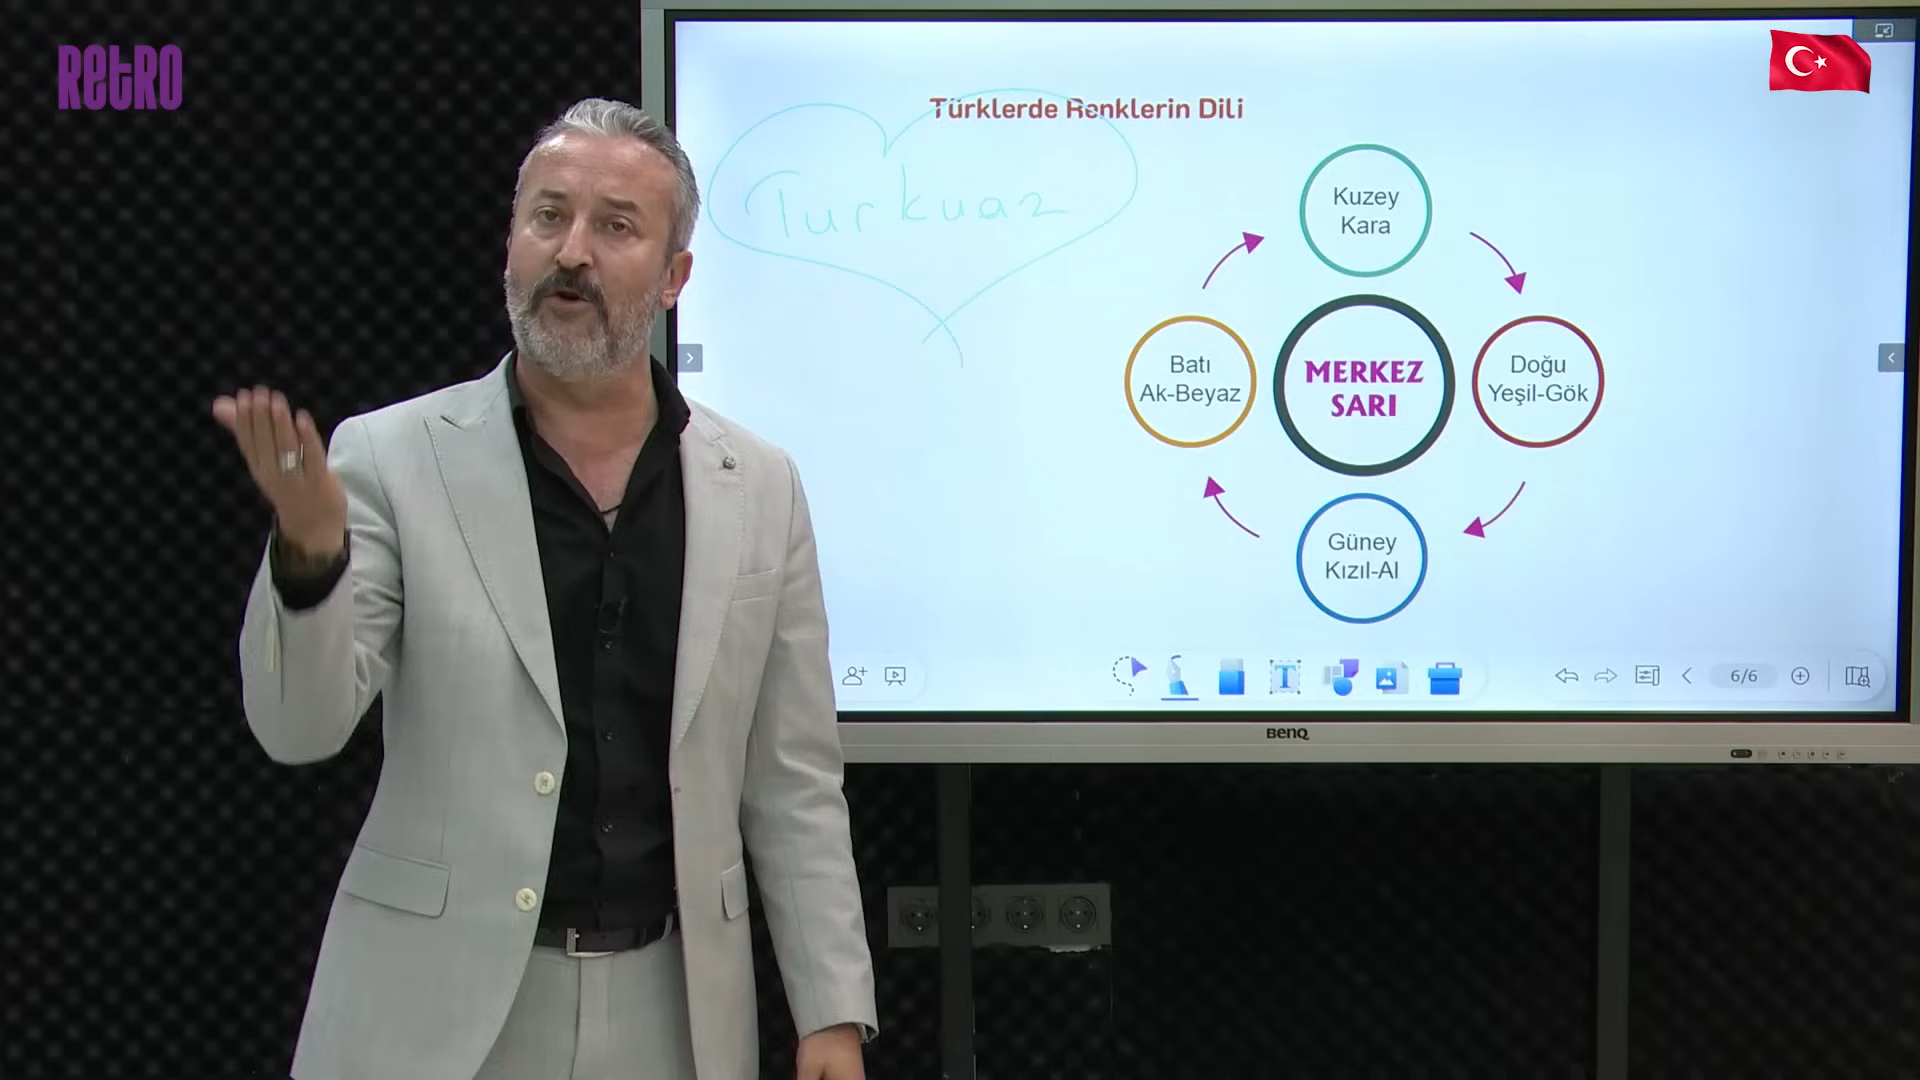 RetRO
Türklerde Renklerin Dili
Turkuaz
Kuzey
Kara
Batı
Ak-Beyaz
MERKEZ
SARI
Doğu
Yeşil-Gök
Güney
Kızıl-Al
T
6/6
BenQ